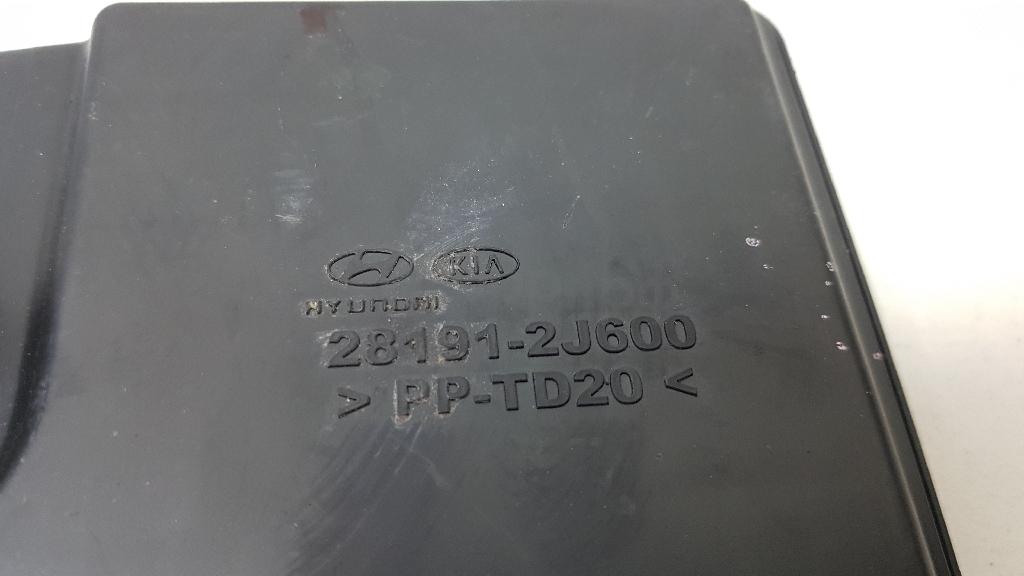 KIA
HYUNDAI
28191-2J600
> PP-TD20 <